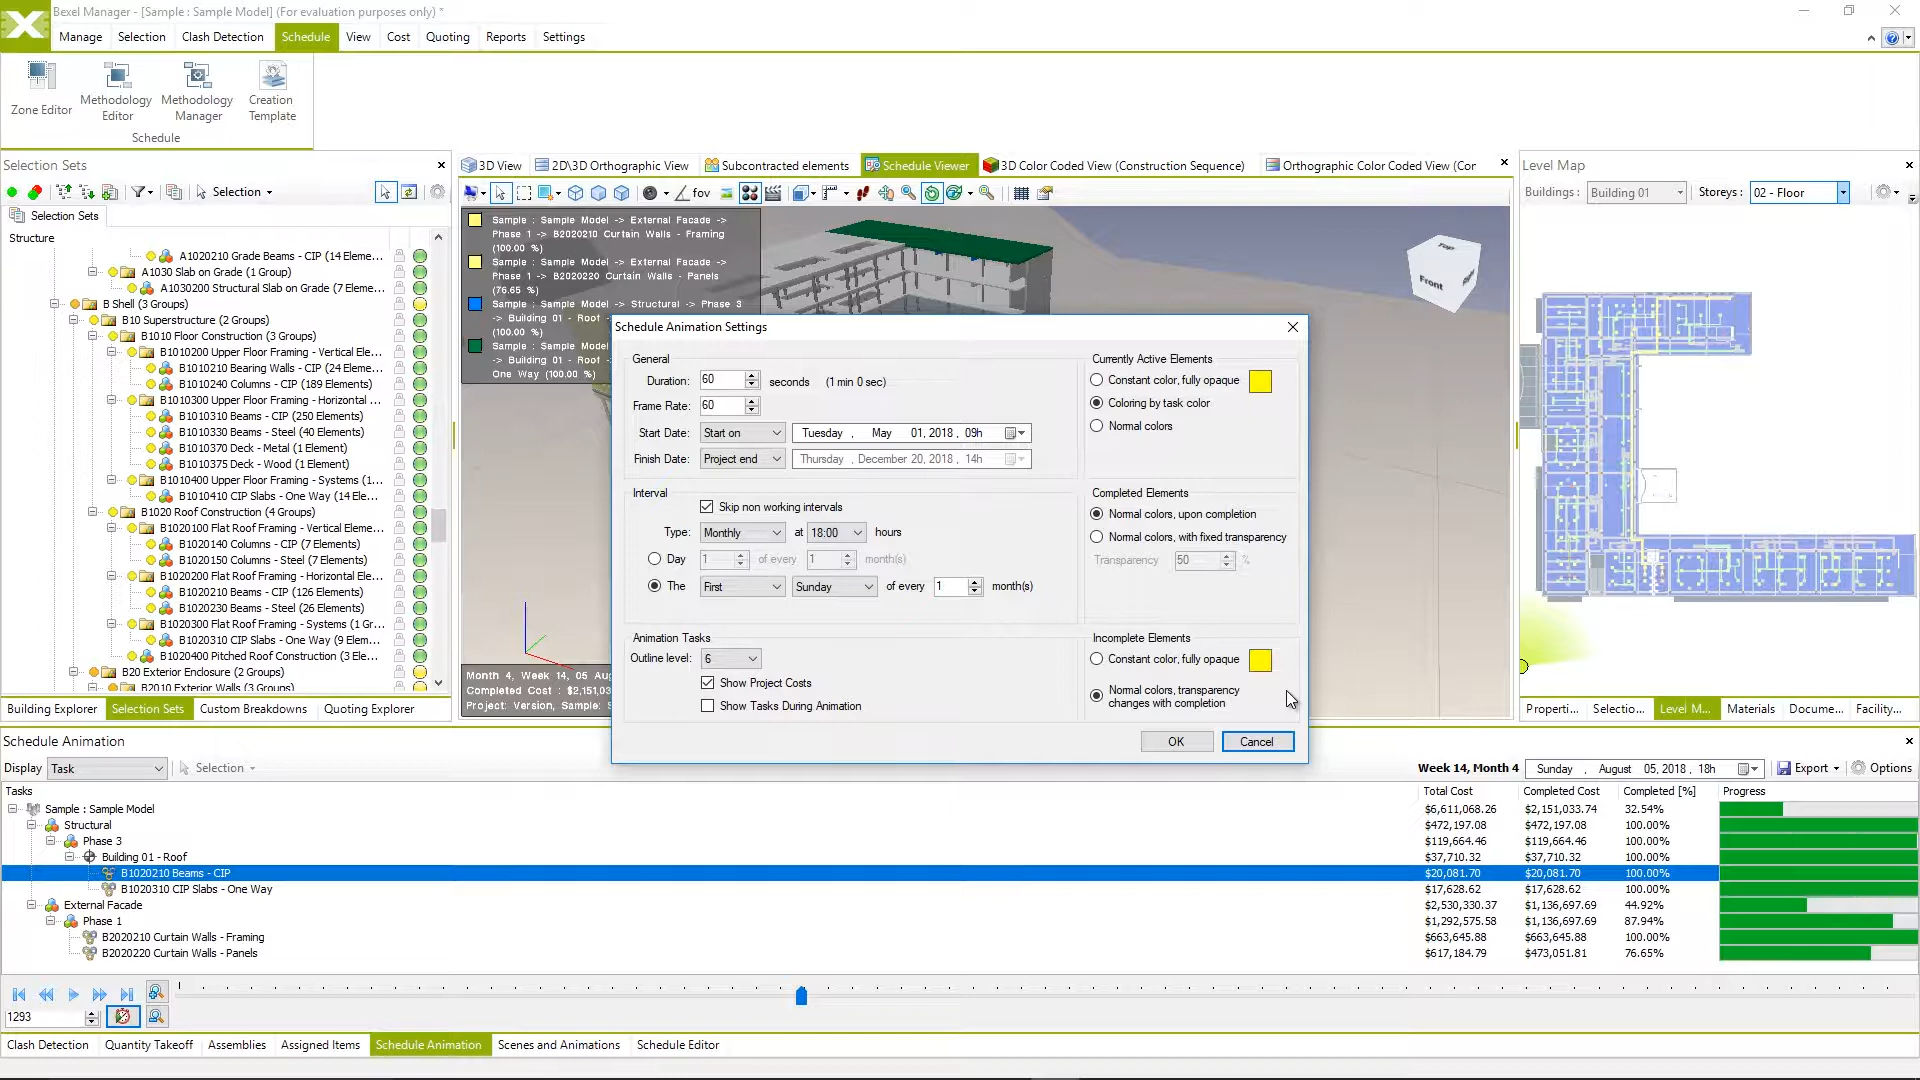 Bexel Manager - [Sample : Sample Model] (For evaluation purposes only) *
Manage Selection Clash Detection Schedule View Cost Quoting Reports Settings
Zone Editor
Methodology Editor
Methodology Manager
Creation Template
Schedule
Selection Sets
Selection
Selection Sets
Structure
A1020210 Grade Beams - CIP (14 Eleme...
A1030 Slab on Grade (1 Group)
A1030200 Structural Slab on Grade (7 Eleme...
B Shell (3 Groups)
B10 Superstructure (2 Groups)
B1010 Floor Construction (3 Groups)
B1010200 Upper Floor Framing - Vertical Ele...
B1010210 Bearing Walls - CIP (24 Eleme...
B1010240 Columns - CIP (189 Elements)
B1010300 Upper Floor Framing - Horizontal ...
B1010310 Beams - CIP (250 Elements)
B1010330 Beams - Steel (40 Elements)
B1010370 Deck - Metal (1 Element)
B1010375 Deck - Wood (1 Element)
B1010400 Upper Floor Framing - Systems (1...
B1010410 CIP Slabs - One Way (14 Ele...
B1020 Roof Construction (4 Groups)
B1020100 Flat Roof Framing - Vertical Eleme...
B1020140 Columns - CIP (7 Elements)
B1020150 Columns - Steel (7 Elements)
B1020200 Flat Roof Framing - Horizontal Ele...
B1020210 Beams - CIP (126 Elements)
B1020230 Beams - Steel (26 Elements)
B1020300 Flat Roof Framing - Systems (1 Gr...
B1020310 CIP Slabs - One Way (9 Elem...
B1020400 Pitched Roof Construction (3 Ele...
B20 Exterior Enclosure (2 Groups)
B2010 Exterior Walls (3 Groups)
Building Explorer Selection Sets Custom Breakdowns Quoting Explorer
3D View 2D\3D Orthographic View Subcontracted elements Schedule Viewer 3D Color Coded View (Construction Sequence) Orthographic Color Coded View (Cor
fov
Sample : Sample Model -> External Facade ->
Phase 1 -> B2020210 Curtain Walls - Framing
(100.00 %)
Sample : Sample Model -> External Facade ->
Phase 1 -> B2020220 Curtain Walls - Panels
(76.65 %)
Sample : Sample Model -> Structural -> Phase 3
-> Building 01 - Roof -
(100.00 %)
Sample : Sample Model
-> Building 01 - Roof -
One Way (100.00 %)
Top
Front
Month 4, Week 14, 05 Aug
Completed Cost : $2,151,03
Project: Version, Sample: S
Schedule Animation Settings
General
Duration: 60 seconds (1 min 0 sec)
Frame Rate: 60
Start Date: Start on Tuesday , May 01, 2018 , 09h
Finish Date: Project end Thursday , December 20, 2018 , 14h
Interval
Skip non working intervals
Type: Monthly at 18:00 hours
Day 1 of every 1 month(s)
The First Sunday of every 1 month(s)
Animation Tasks
Outline level: 6
Show Project Costs
Show Tasks During Animation
Currently Active Elements
Constant color, fully opaque
Coloring by task color
Normal colors
Completed Elements
Normal colors, upon completion
Normal colors, with fixed transparency
Transparency 50 %
Incomplete Elements
Constant color, fully opaque
Normal colors, transparency
changes with completion
OK Cancel
Level Map
Buildings : Building 01 Storeys : 02 - Floor
Properti... Selectio... Level M... Materials Docume... Facility...
Schedule Animation
Display Task Selection
Week 14, Month 4 Sunday , August 05, 2018 , 18h Export Options
Tasks Total Cost Completed Cost Completed [%] Progress
Sample : Sample Model $6,611,068.26 $2,151,033.74 32.54%
Structural $472,197.08 $472,197.08 100.00%
Phase 3 $119,664.46 $119,664.46 100.00%
Building 01 - Roof $37,710.32 $37,710.32 100.00%
B1020210 Beams - CIP $20,081.70 $20,081.70 100.00%
B1020310 CIP Slabs - One Way $17,628.62 $17,628.62 100.00%
External Facade $2,530,330.37 $1,136,697.69 44.92%
Phase 1 $1,292,575.58 $1,136,697.69 87.94%
B2020210 Curtain Walls - Framing $663,645.88 $663,645.88 100.00%
B2020220 Curtain Walls - Panels $617,184.79 $473,051.81 76.65%
1293
Clash Detection Quantity Takeoff Assemblies Assigned Items Schedule Animation Scenes and Animations Schedule Editor